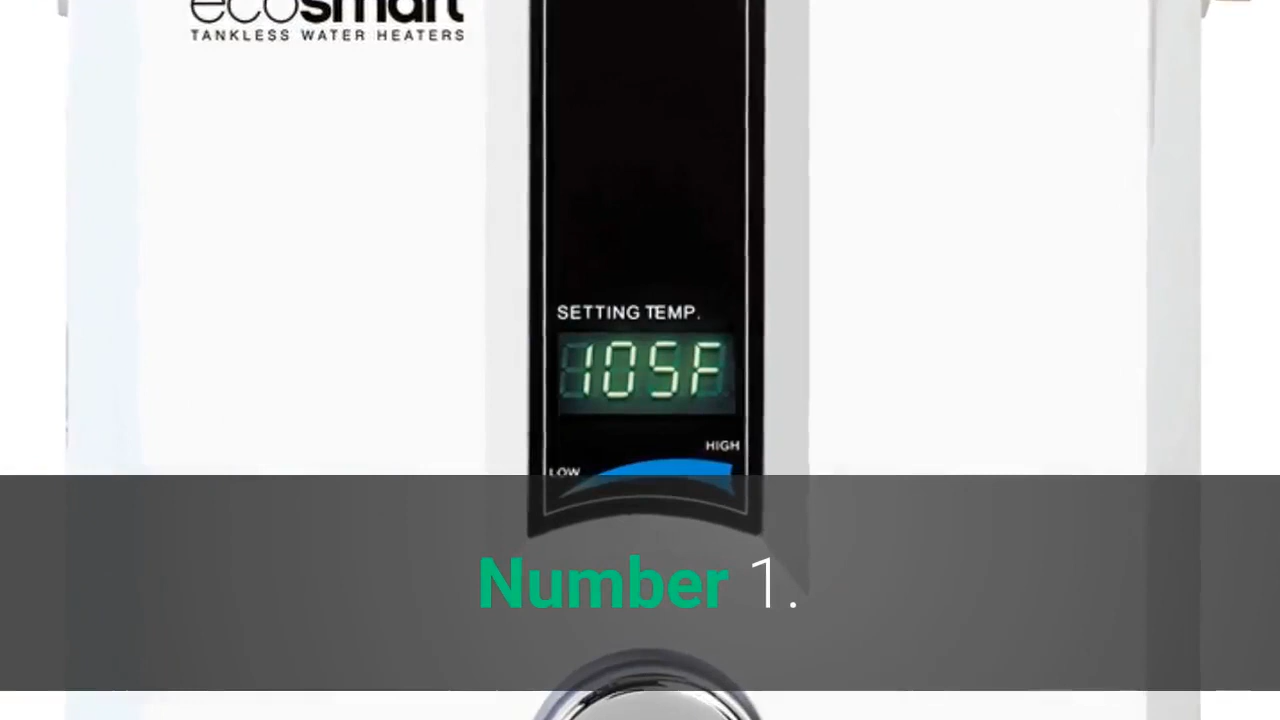 ecosmart
TANKLESS WATER HEATERS
SETTING TEMP.
105F
HIGH
LOW
Number 1.